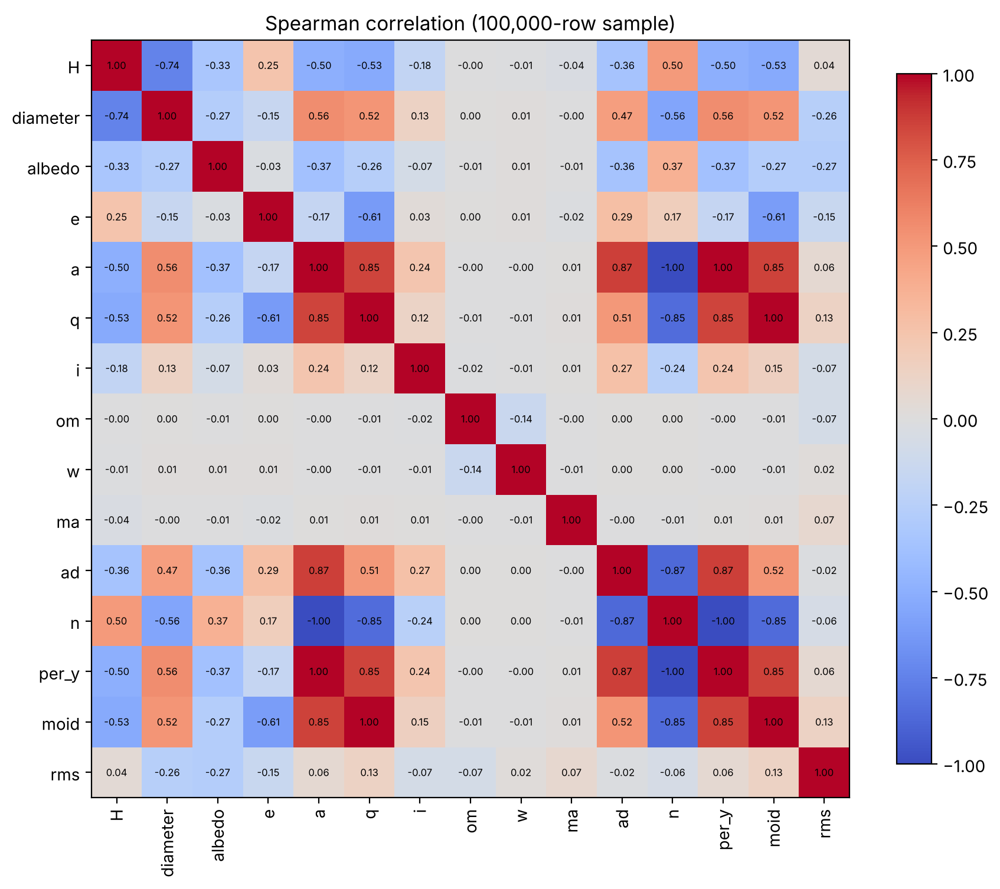 Spearman correlation (100,000-row sample)
H 1.00 -0.74 -0.33 0.25 -0.50 -0.53 -0.18 -0.00 -0.01 -0.04 -0.36 0.50 -0.50 -0.53 0.04
diameter -0.74 1.00 -0.27 -0.15 0.56 0.52 0.13 0.00 0.01 -0.00 0.47 -0.56 0.56 0.52 -0.26
albedo -0.33 -0.27 1.00 -0.03 -0.37 -0.26 -0.07 -0.01 0.01 -0.01 -0.36 0.37 -0.37 -0.27 -0.27
e 0.25 -0.15 -0.03 1.00 -0.17 -0.61 0.03 0.00 0.01 -0.02 0.29 0.17 -0.17 -0.61 -0.15
a -0.50 0.56 -0.37 -0.17 1.00 0.85 0.24 -0.00 -0.00 0.01 0.87 -1.00 1.00 0.85 0.06
q -0.53 0.52 -0.26 -0.61 0.85 1.00 0.12 -0.01 -0.01 0.01 0.51 -0.85 0.85 1.00 0.13
i -0.18 0.13 -0.07 0.03 0.24 0.12 1.00 -0.02 -0.01 0.01 0.27 -0.24 0.24 0.15 -0.07
om -0.00 0.00 -0.01 0.00 -0.00 -0.01 -0.02 1.00 -0.14 -0.00 0.00 0.00 -0.00 -0.01 -0.07
w -0.01 0.01 0.01 0.01 -0.00 -0.01 -0.01 -0.14 1.00 -0.01 0.00 0.00 -0.00 -0.01 0.02
ma -0.04 -0.00 -0.01 -0.02 0.01 0.01 0.01 -0.00 -0.01 1.00 -0.00 -0.01 0.01 0.01 0.07
ad -0.36 0.47 -0.36 0.29 0.87 0.51 0.27 0.00 0.00 -0.00 1.00 -0.87 0.87 0.52 -0.02
n 0.50 -0.56 0.37 0.17 -1.00 -0.85 -0.24 0.00 0.00 -0.01 -0.87 1.00 -1.00 -0.85 -0.06
per_y -0.50 0.56 -0.37 -0.17 1.00 0.85 0.24 -0.00 -0.00 0.01 0.87 -1.00 1.00 0.85 0.06
moid -0.53 0.52 -0.27 -0.61 0.85 1.00 0.15 -0.01 -0.01 0.01 0.52 -0.85 0.85 1.00 0.13
rms 0.04 -0.26 -0.27 -0.15 0.06 0.13 -0.07 -0.07 0.02 0.07 -0.02 -0.06 0.06 0.13 1.00
H diameter albedo e a q i om w ma ad n per_y moid rms
1.00
0.75
0.50
0.25
0.00
−0.25
−0.50
−0.75
−1.00